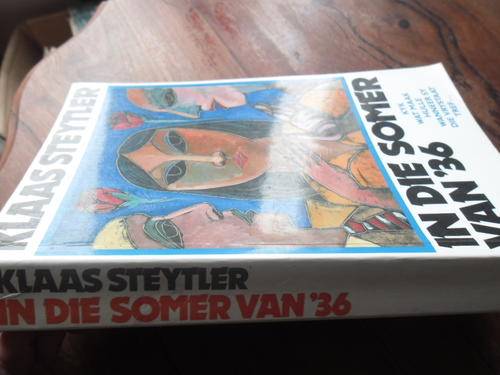 KLAAS STEYTLER
IN DIE SOMER
VAN '36
KLAAS STEYTLER
IN DIE SOMER VAN '36